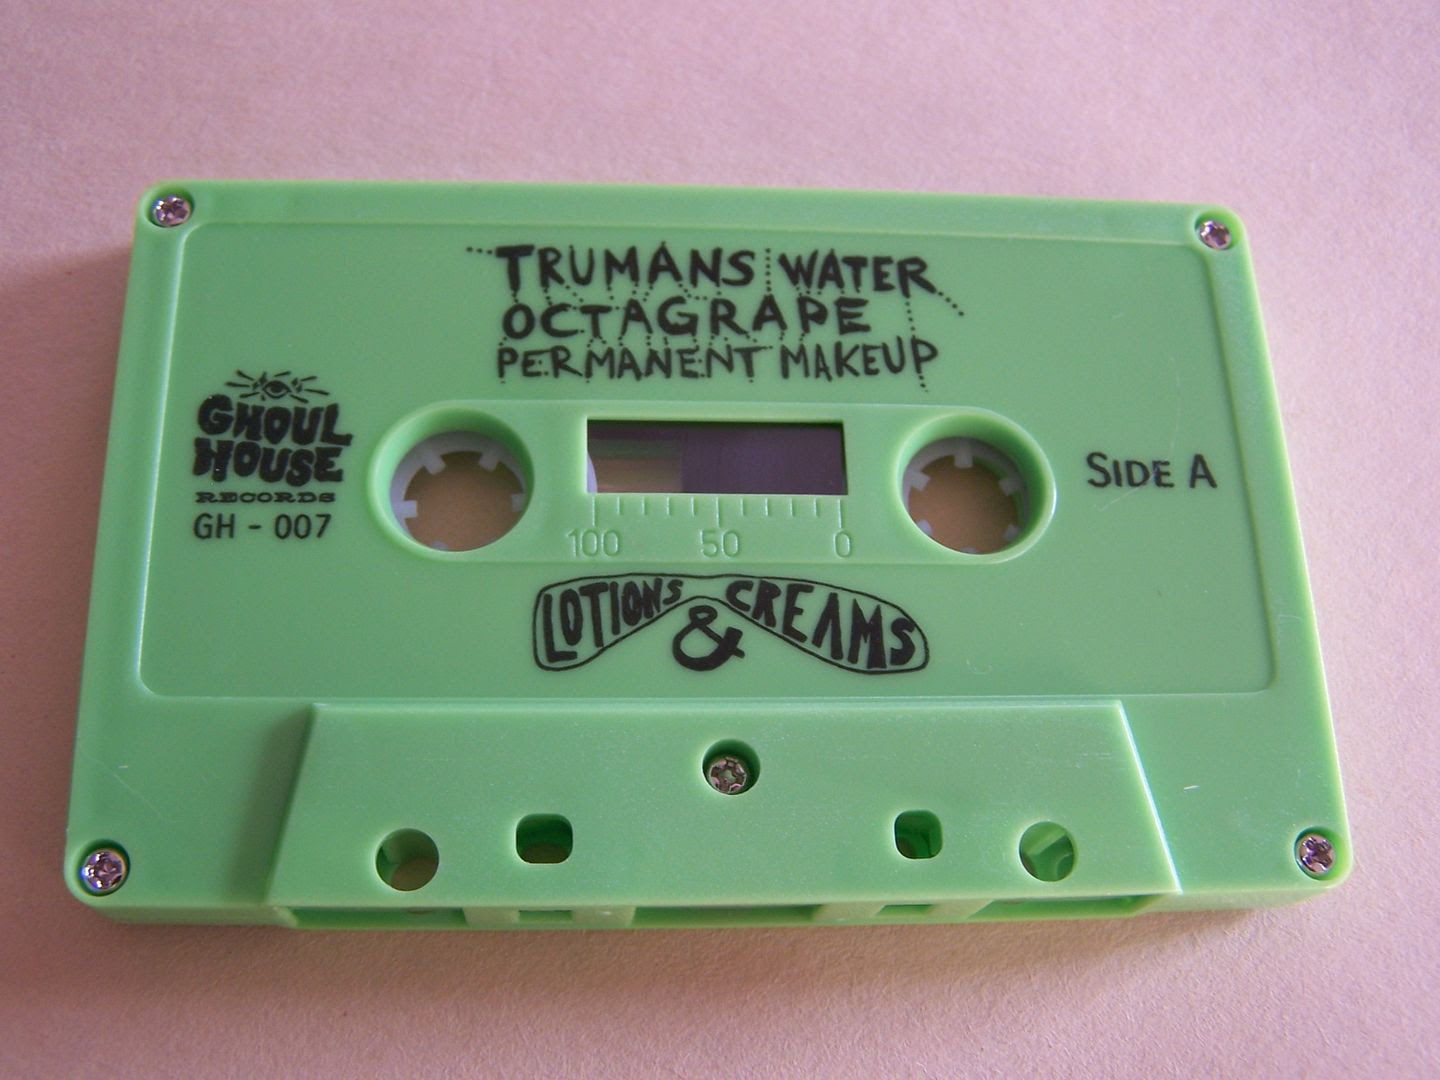 TRUMANS WATER
OCTAGRAPE
PERMANENT MAKEUP
GHOUL
HOUSE
RECORDS
GH - 007
SIDE A
100 50 0
LOTIONS & CREAMS